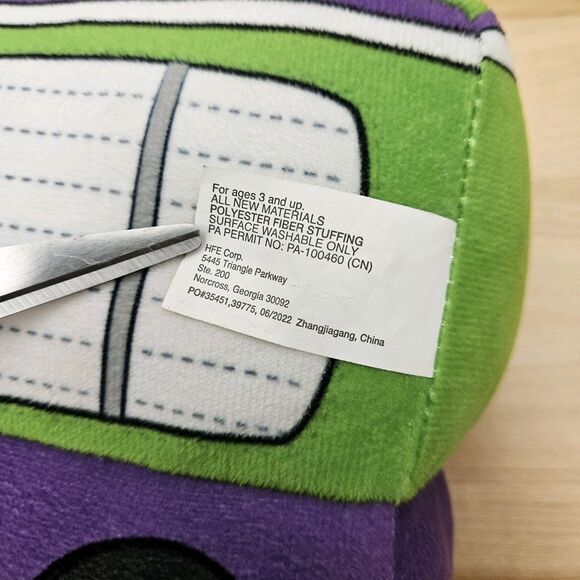 For ages 3 and up.
ALL NEW MATERIALS
POLYESTER FIBER STUFFING
SURFACE WASHABLE ONLY
PA PERMIT NO: PA-100460 (CN)
HFE Corp.
5445 Triangle Parkway
Ste. 200
Norcross, Georgia 30092
PO#35451,39775, 06/2022 Zhangjiagang, China